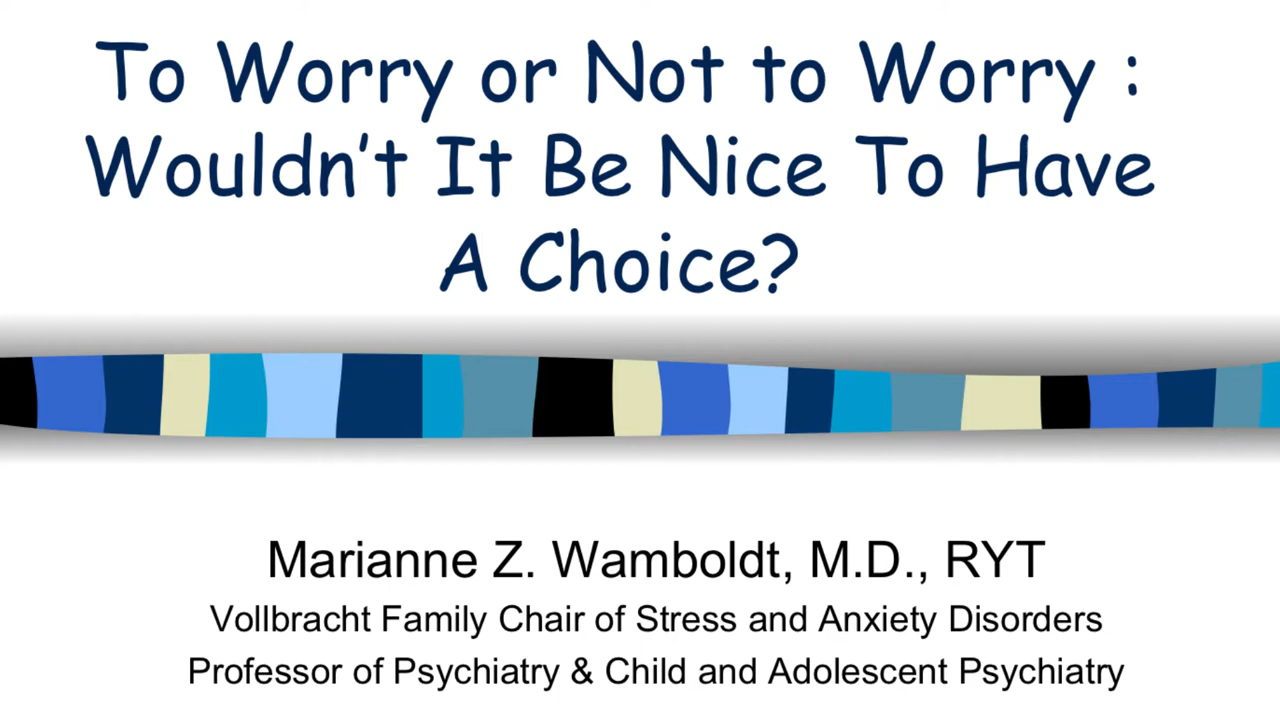 To Worry or Not to Worry :
Wouldn't It Be Nice To Have
A Choice?
Marianne Z. Wamboldt, M.D., RYT
Vollbracht Family Chair of Stress and Anxiety Disorders
Professor of Psychiatry & Child and Adolescent Psychiatry